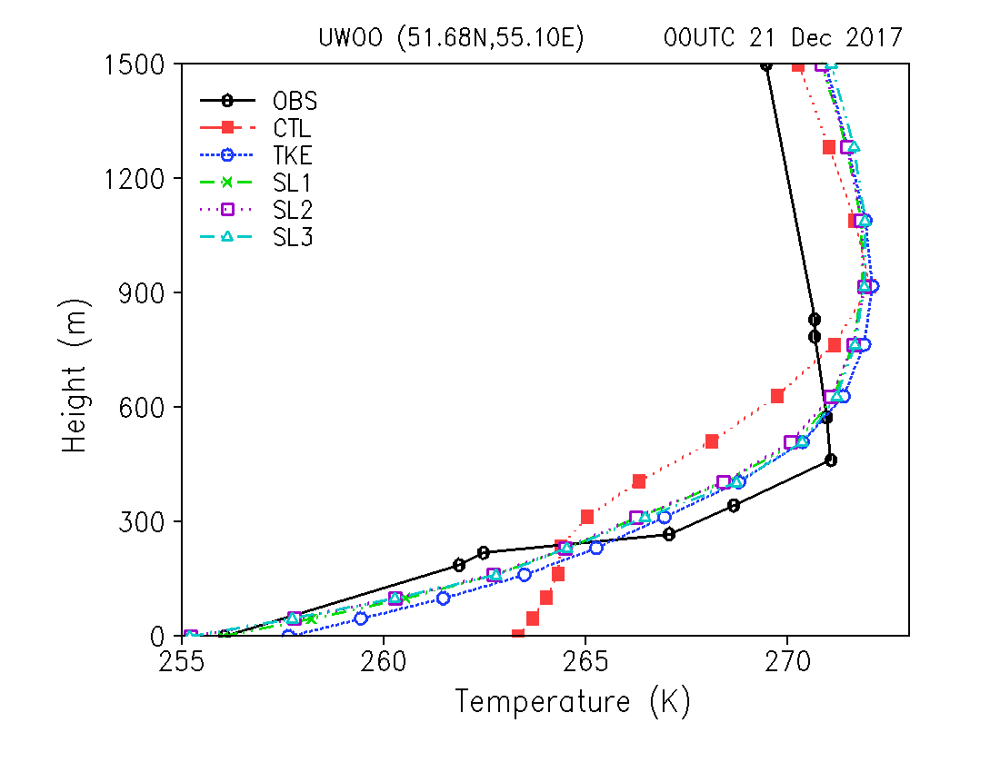 UWOO (51.68N,55.10E) 00UTC 21 Dec 2017
1500
1200
900
600
300
0
Height (m)
OBS
CTL
TKE
SL1
SL2
SL3
255 260 265 270
Temperature (K)